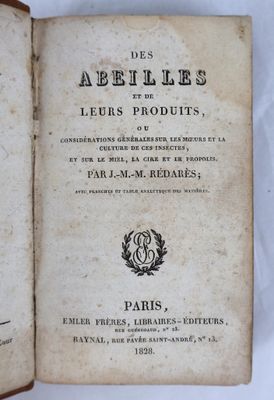 DES
ABEILLES
ET DE
LEURS PRODUITS,
OU
CONSIDÉRATIONS GÉNÉRALES SUR LES MŒURS ET LA
CULTURE DE CES INSECTES,
ET SUR LE MIEL, LA CIRE ET LE PROPOLIS.
PAR J.-M.-M. RÉDARÈS;
AVEC PLANCHES ET TABLE ANALYTIQUE DES MATIÈRES.
PARIS,
EMLER FRÈRES, LIBRAIRES-ÉDITEURS,
RUE GUÉNÉGAUD, Nº 23.
RAYNAL, RUE PAVÉE SAINT-ANDRÉ, Nº 13.
1828.